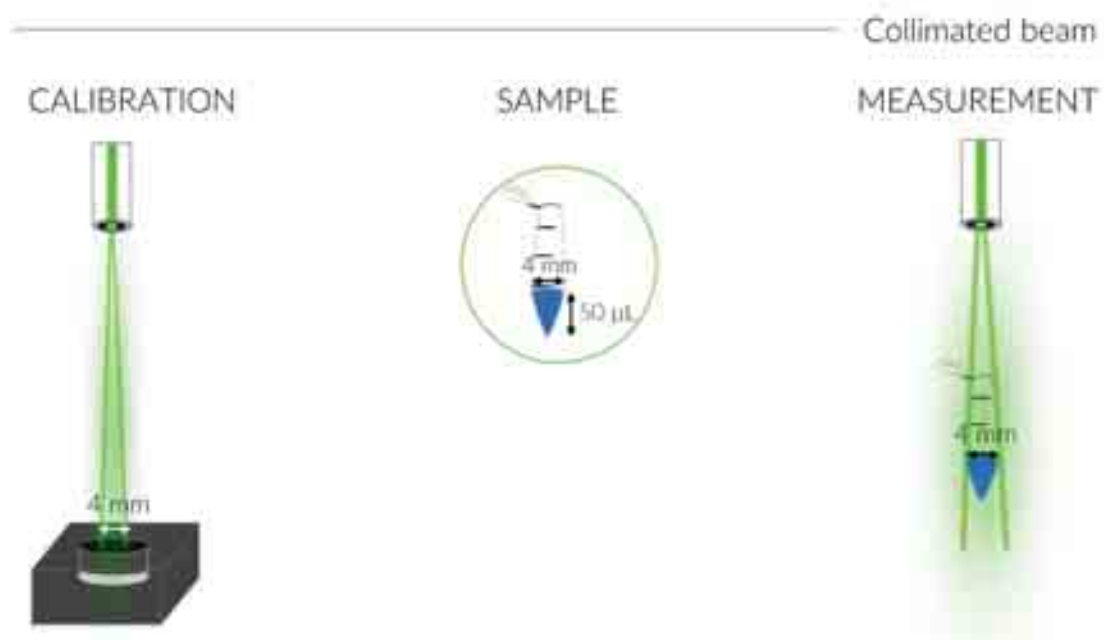 Collimated beam
CALIBRATION
SAMPLE
MEASUREMENT
4 mm
50 µL
4 mm
4 mm